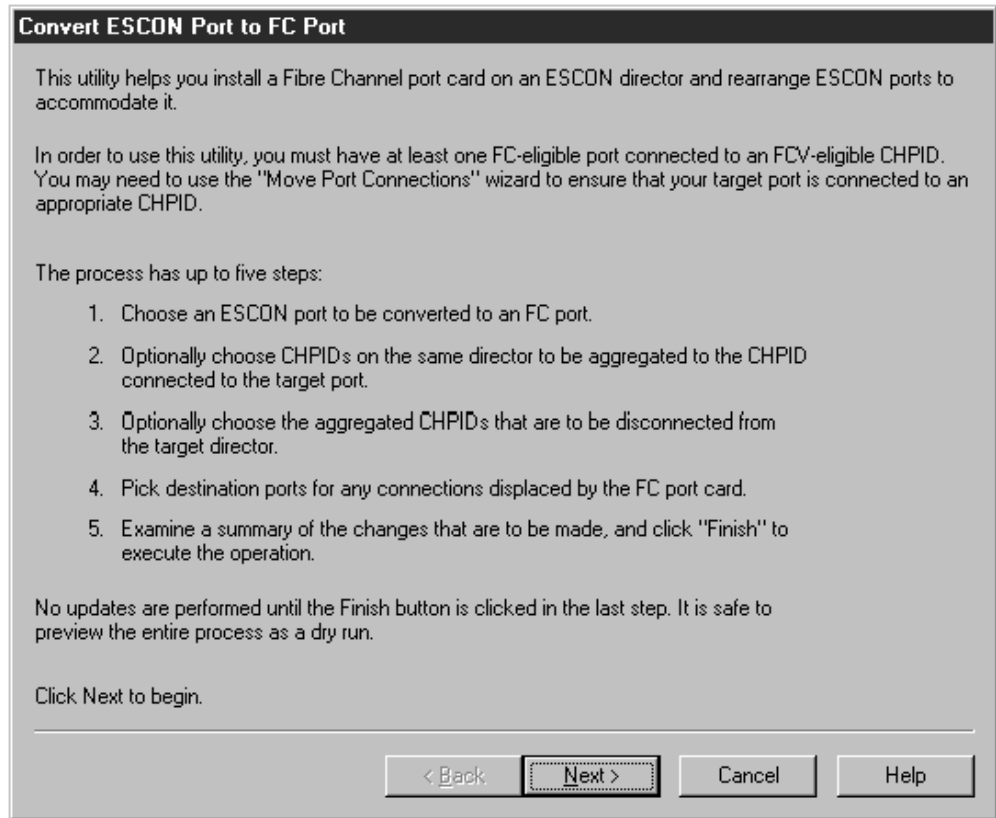 Convert ESCON Port to FC Port
This utility helps you install a Fibre Channel port card on an ESCON director and rearrange ESCON ports to
accommodate it.
In order to use this utility, you must have at least one FC-eligible port connected to an FCV-eligible CHPID.
You may need to use the "Move Port Connections" wizard to ensure that your target port is connected to an
appropriate CHPID.
The process has up to five steps:
1. Choose an ESCON port to be converted to an FC port.
2. Optionally choose CHPIDs on the same director to be aggregated to the CHPID
connected to the target port.
3. Optionally choose the aggregated CHPIDs that are to be disconnected from
the target director.
4. Pick destination ports for any connections displaced by the FC port card.
5. Examine a summary of the changes that are to be made, and click "Finish" to
execute the operation.
No updates are performed until the Finish button is clicked in the last step. It is safe to
preview the entire process as a dry run.
Click Next to begin.
< Back Next > Cancel Help